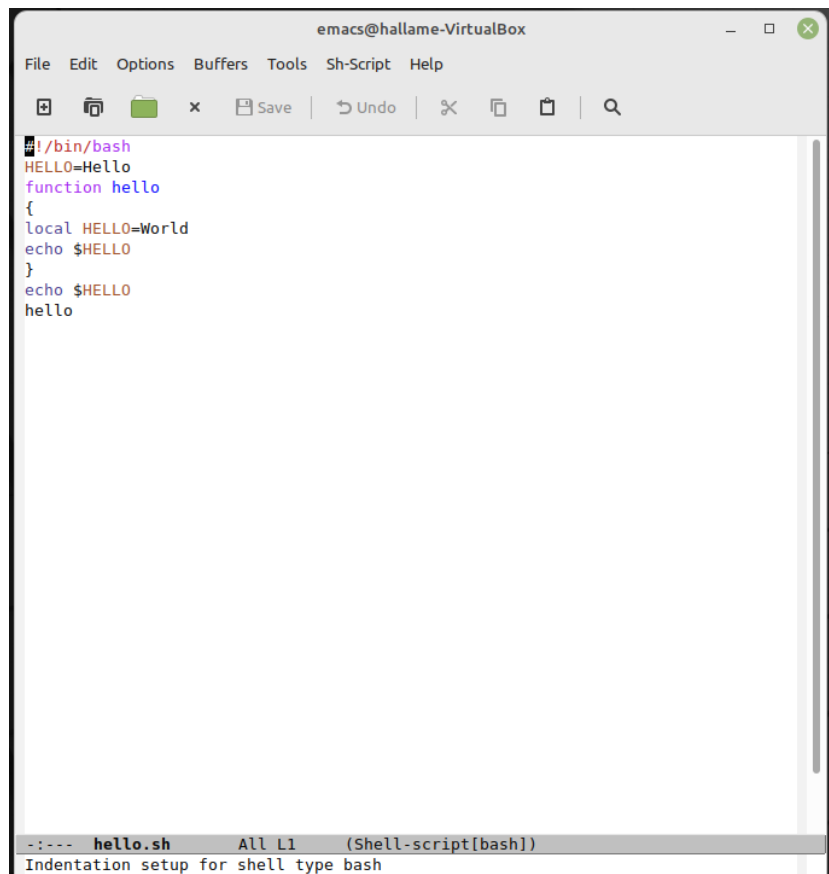 emacs@hallame-VirtualBox
File Edit Options Buffers Tools Sh-Script Help
Save Undo
#!/bin/bash
HELLO=Hello
function hello
{
local HELLO=World
echo $HELLO
}
echo $HELLO
hello
-:--- hello.sh All L1 (Shell-script[bash])
Indentation setup for shell type bash